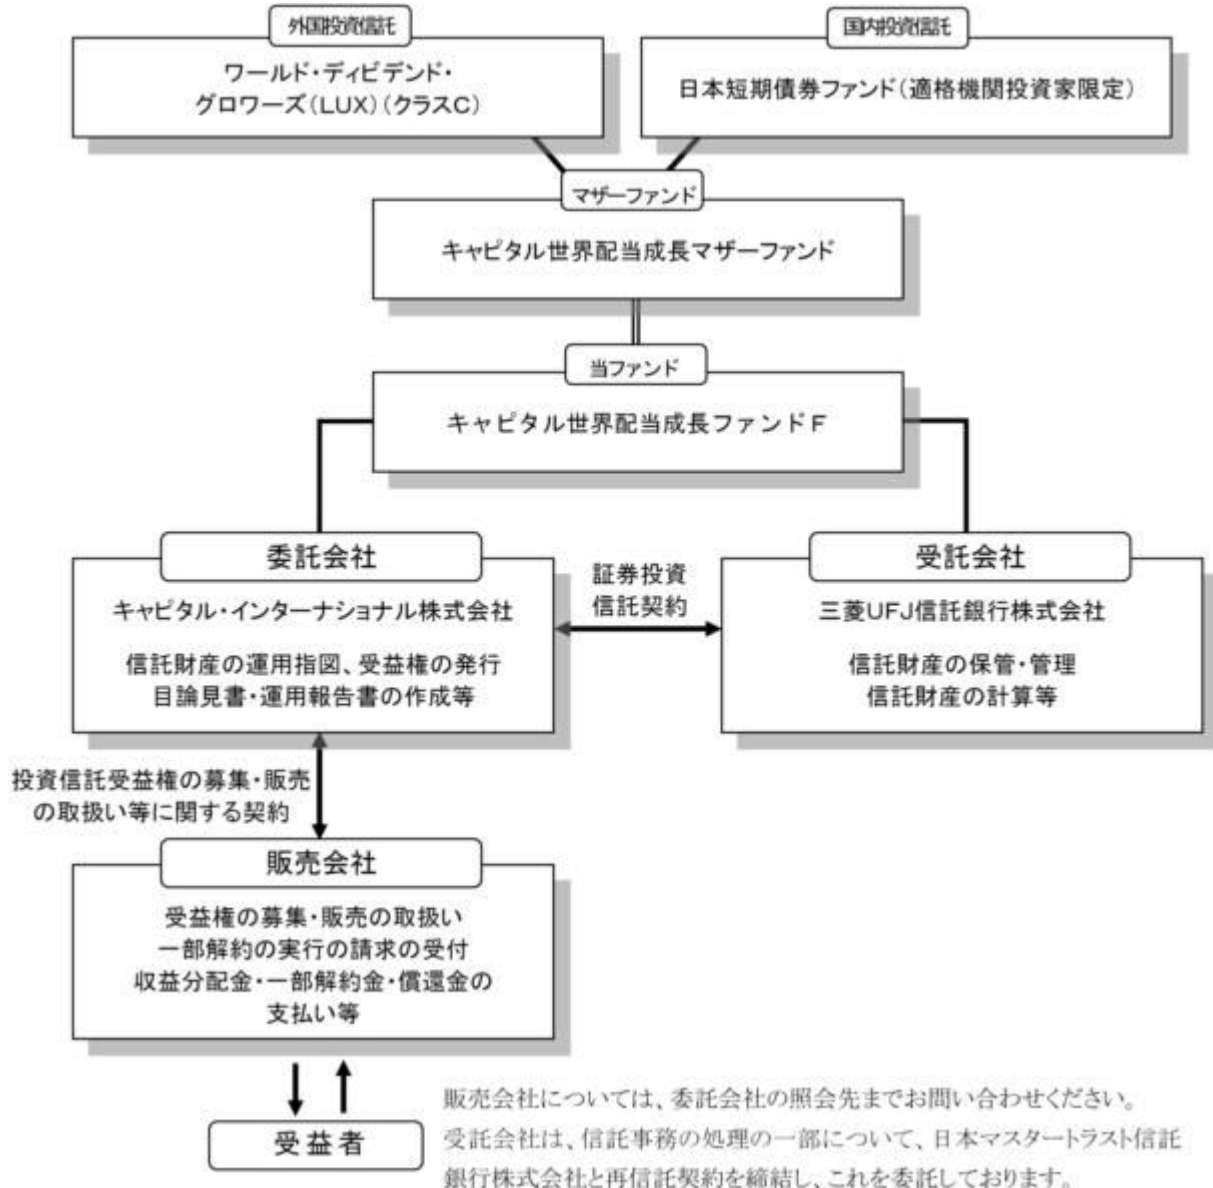 外国投資信託
ワールド・ディビデンド・
グロワーズ(LUX)(クラスC)
国内投資信託
日本短期債券ファンド(適格機関投資家限定)
マザーファンド
キャピタル世界配当成長マザーファンド
当ファンド
キャピタル世界配当成長ファンドF
委託会社
キャピタル・インターナショナル株式会社
信託財産の運用指図、受益権の発行
目論見書・運用報告書の作成等
証券投資
信託契約
受託会社
三菱UFJ信託銀行株式会社
信託財産の保管・管理
信託財産の計算等
投資信託受益権の募集・販売
の取扱い等に関する契約
販売会社
受益権の募集・販売の取扱い
一部解約の実行の請求の受付
収益分配金・一部解約金・償還金の
支払い等
受益者
販売会社については、委託会社の照会先までお問い合わせください。
受託会社は、信託事務の処理の一部について、日本マスタートラスト信託
銀行株式会社と再信託契約を締結し、これを委託しております。